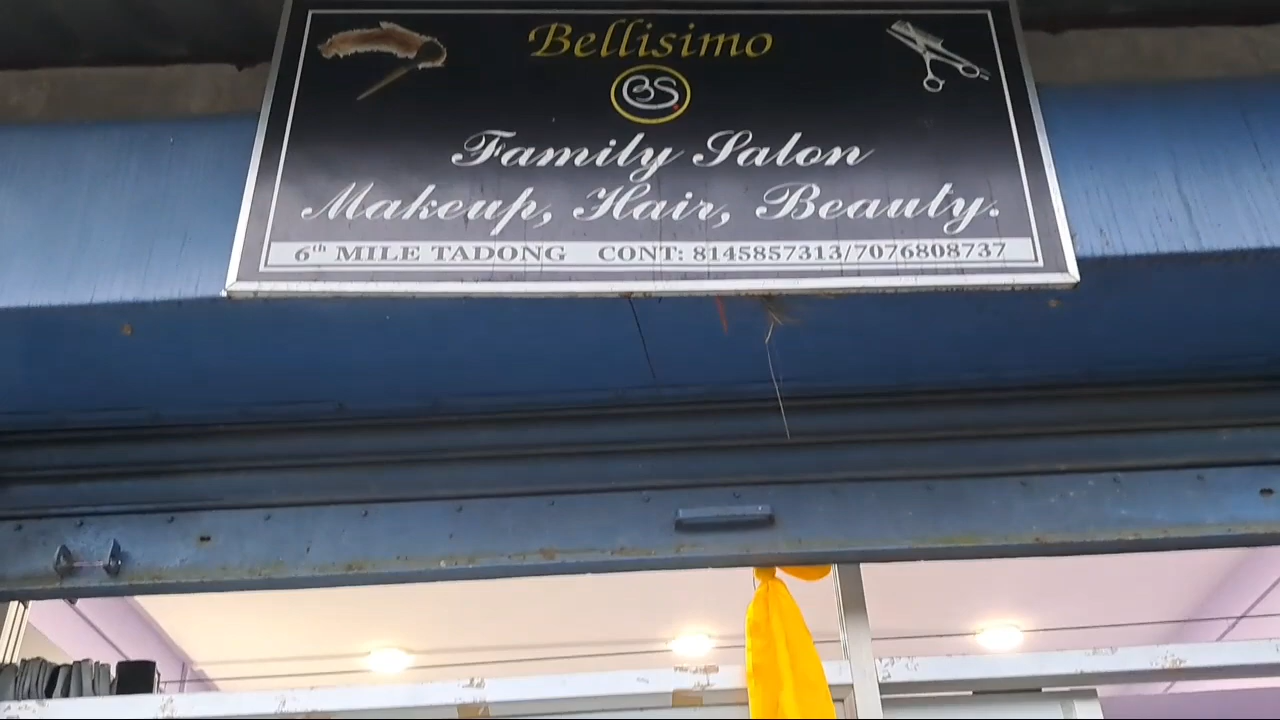 Bellisimo
BS
Family Salon
Makeup, Hair, Beauty.
6th MILE TADONG CONT: 8145857313/7076808737